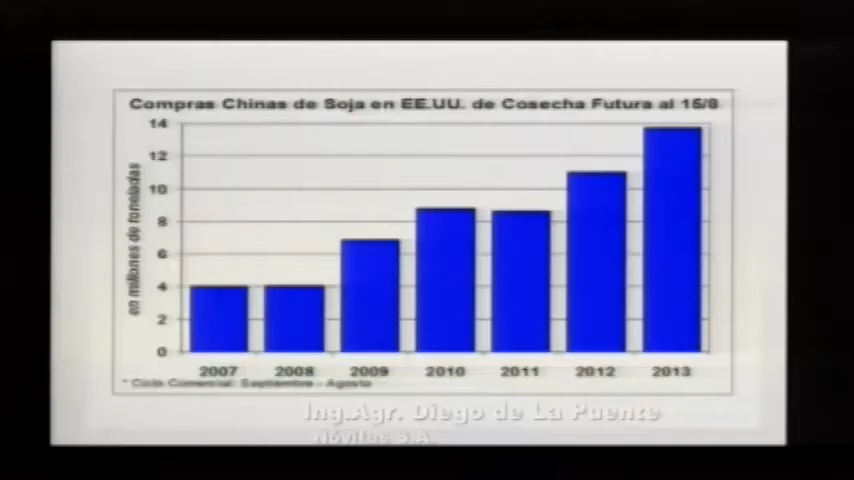 Compras Chinas de Soja en EE.UU. de Cosecha Futura al 15/8
en millones de toneladas
14
12
10
8
6
4
2
0
2007 2008 2009 2010 2011 2012 2013
* Ciclo Comercial: Septiembre - Agosto
Ing.Agr. Diego de La Puente
Nóvitas S.A.